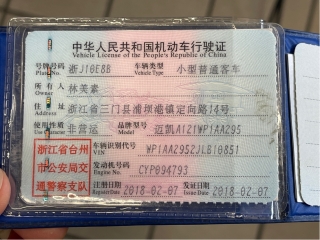 中华人民共和国机动车行驶证
Vehicle License of the People's Republic of China
号牌号码 浙J10E8B 车辆类型 小型普通客车
Plate No. Vehicle Type
所有人 林美素
Owner
住址 浙江省三门县浦坝港镇定向路14号
Address
使用性质 非营运 品牌型号 迈凯AIZIWP1AA295
浙江省台州 车辆识别代号 WP1AA2952JLB10851
VIN
市公安局交 发动机号码 CYP094793
Engine No.
通警察支队 注册日期 2018-02-07 发证日期 2018-02-07
Register Date Issue Date